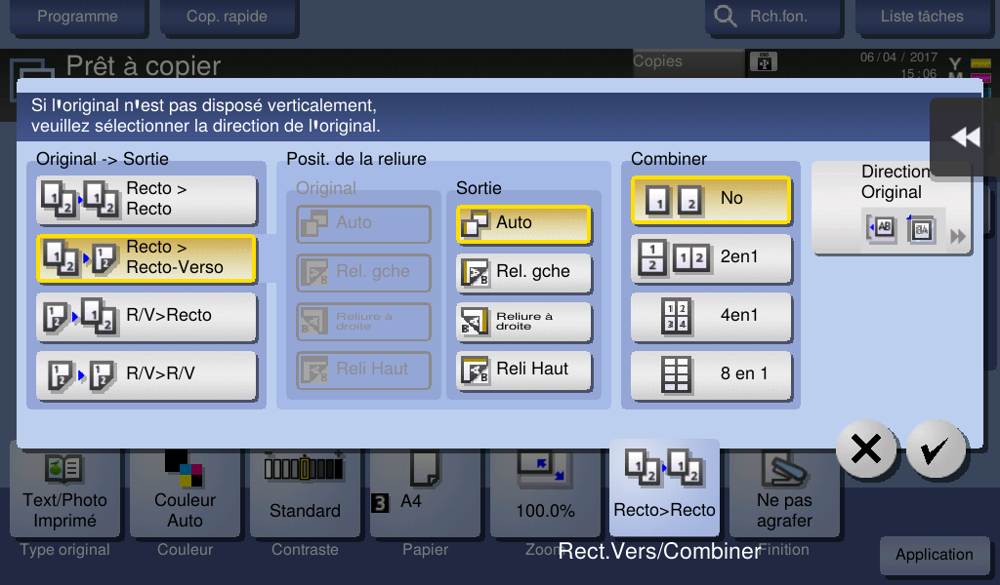 Programme
Cop. rapide
Rch.fon.
Liste tâches
Prêt à copier
Copies
06/04/ 2017
15:06
Y
M
Si l'original n'est pas disposé verticalement,
veuillez sélectionner la direction de l'original.
Original -> Sortie
Recto >
Recto
Recto >
Recto-Verso
R/V>Recto
R/V>R/V
Posit. de la reliure
Original
Auto
Rel. gche
Reliure à
droite
Reli Haut
Sortie
Auto
Rel. gche
Reliure à
droite
Reli Haut
Combiner
No
2en1
4en1
8 en 1
Direction
Original
Text/Photo
Imprimé
Type original
Couleur
Auto
Couleur
Standard
Contraste
3 A4
Papier
100.0%
Zoom
Recto>Recto
Rect.Vers/Combiner
Ne pas
agrafer
Finition
Application